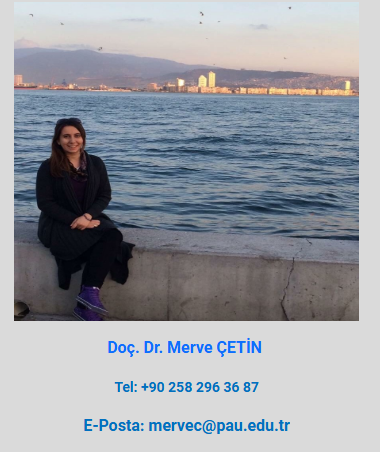 Doç. Dr. Merve ÇETİN
Tel: +90 258 296 36 87
E-Posta: mervec@pau.edu.tr